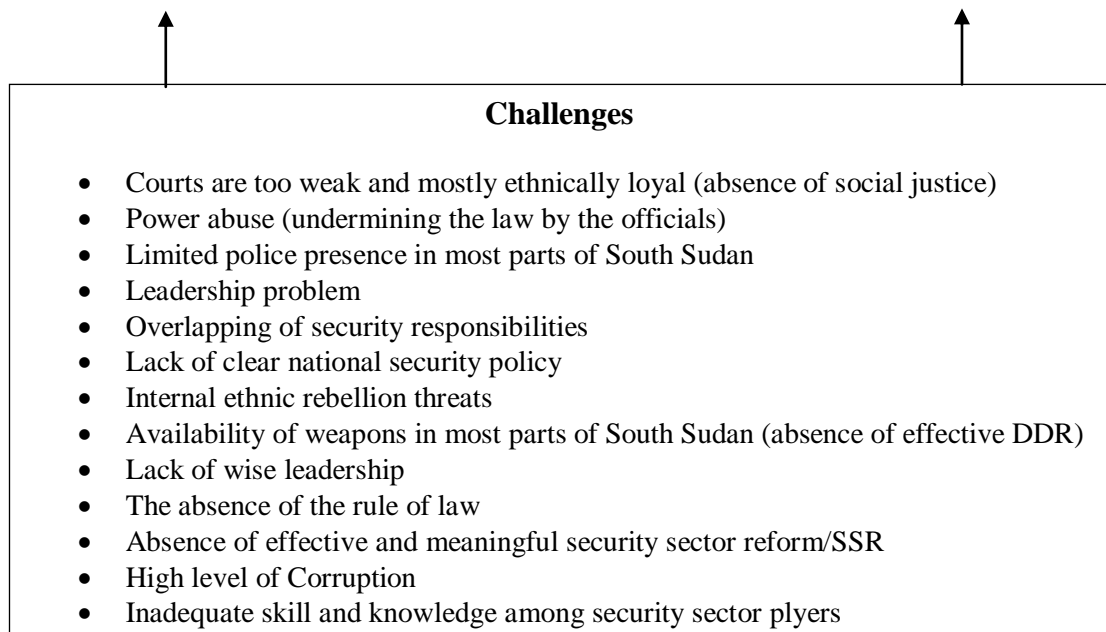 Challenges
• Courts are too weak and mostly ethnically loyal (absence of social justice)
• Power abuse (undermining the law by the officials)
• Limited police presence in most parts of South Sudan
• Leadership problem
• Overlapping of security responsibilities
• Lack of clear national security policy
• Internal ethnic rebellion threats
• Availability of weapons in most parts of South Sudan (absence of effective DDR)
• Lack of wise leadership
• The absence of the rule of law
• Absence of effective and meaningful security sector reform/SSR
• High level of Corruption
• Inadequate skill and knowledge among security sector plyers